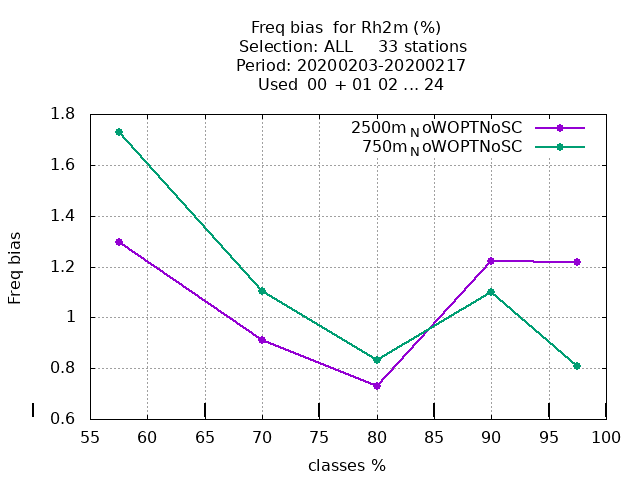 Freq bias  for Rh2m (%)
Selection: ALL     33 stations
Period: 20200203-20200217
Used  00  + 01 02 ... 24
2500m_NoWOPTNoSC
750m_NoWOPTNoSC
1.8
1.6
1.4
1.2
1
0.8
0.6
Freq bias
55 60 65 70 75 80 85 90 95 100
classes %